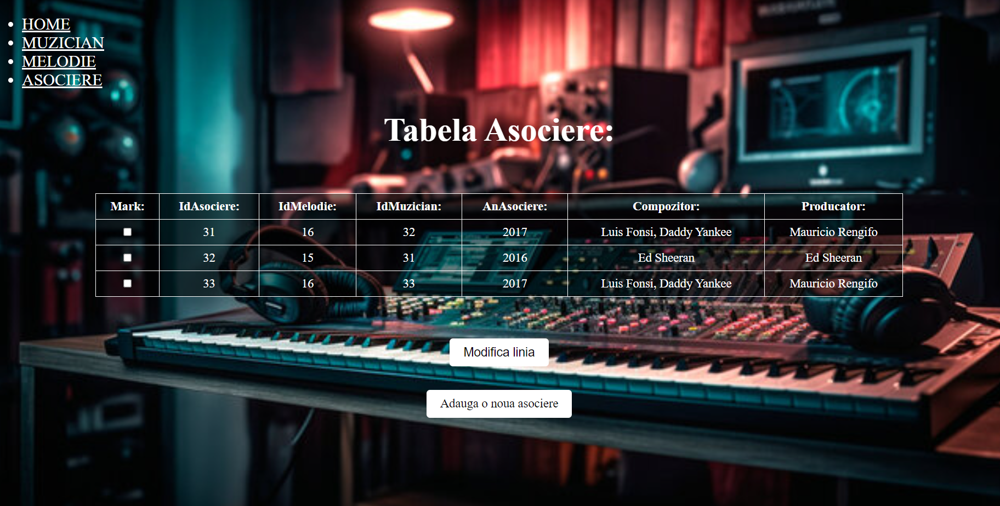 HOME
MUZICIAN
MELODIE
ASOCIERE
Tabela Asociere:
Mark: IdAsociere: IdMelodie: IdMuzician: AnAsociere: Compozitor: Producator:
31 16 32 2017 Luis Fonsi, Daddy Yankee Mauricio Rengifo
32 15 31 2016 Ed Sheeran Ed Sheeran
33 16 33 2017 Luis Fonsi, Daddy Yankee Mauricio Rengifo
Modifica linia
Adauga o noua asociere